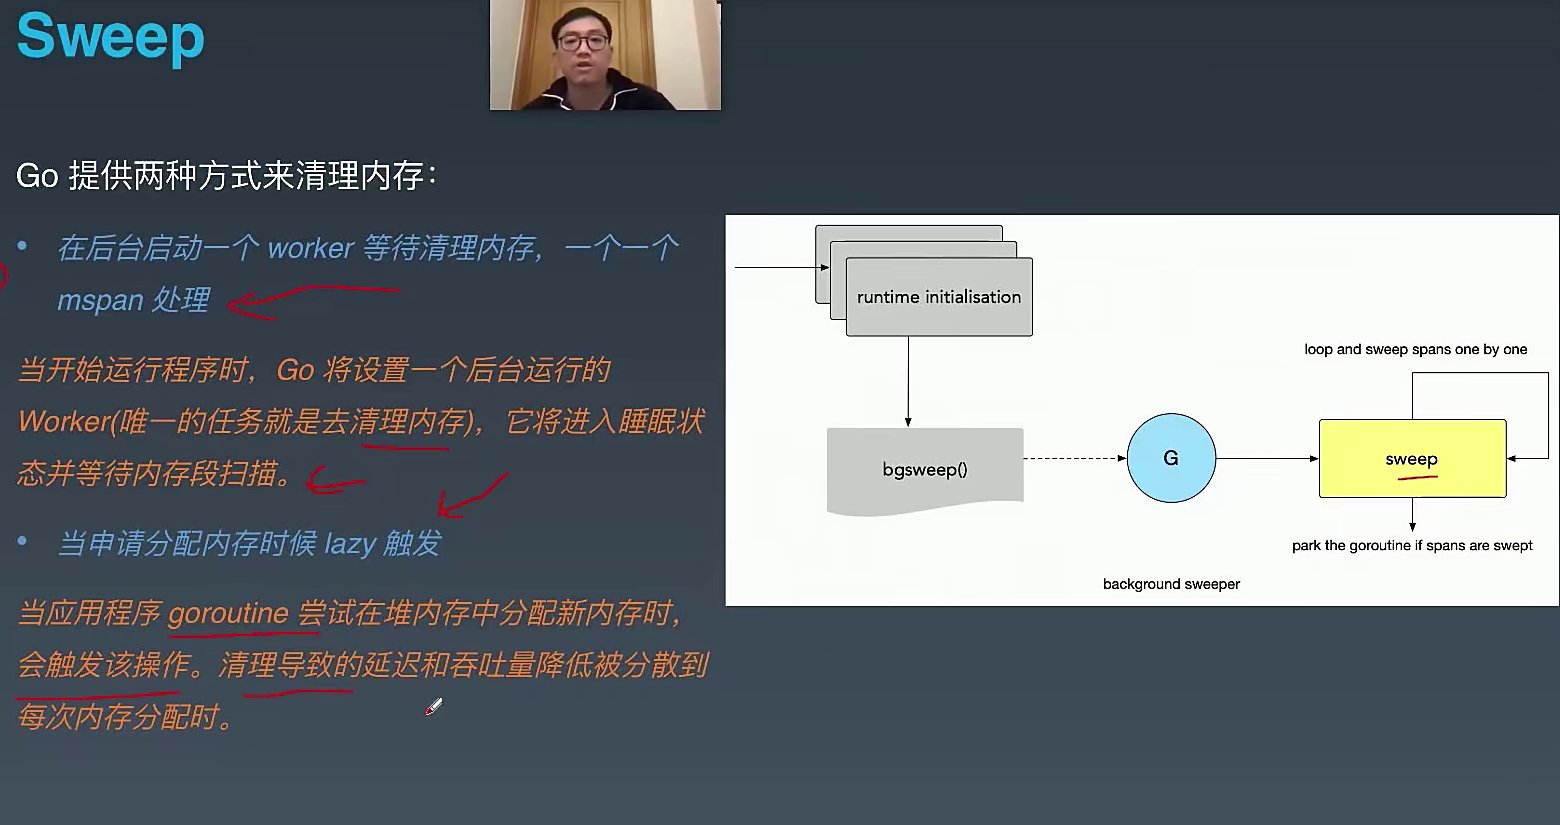 Sweep
Go 提供两种方式来清理内存：
• 在后台启动一个 worker 等待清理内存，一个一个
mspan 处理
当开始运行程序时，Go 将设置一个后台运行的
Worker(唯一的任务就是去清理内存)，它将进入睡眠状
态并等待内存段扫描。
• 当申请分配内存时候 lazy 触发
当应用程序 goroutine 尝试在堆内存中分配新内存时，
会触发该操作。清理导致的延迟和吞吐量降低被分散到
每次内存分配时。
runtime initialisation
loop and sweep spans one by one
bgsweep()
G
sweep
park the goroutine if spans are swept
background sweeper